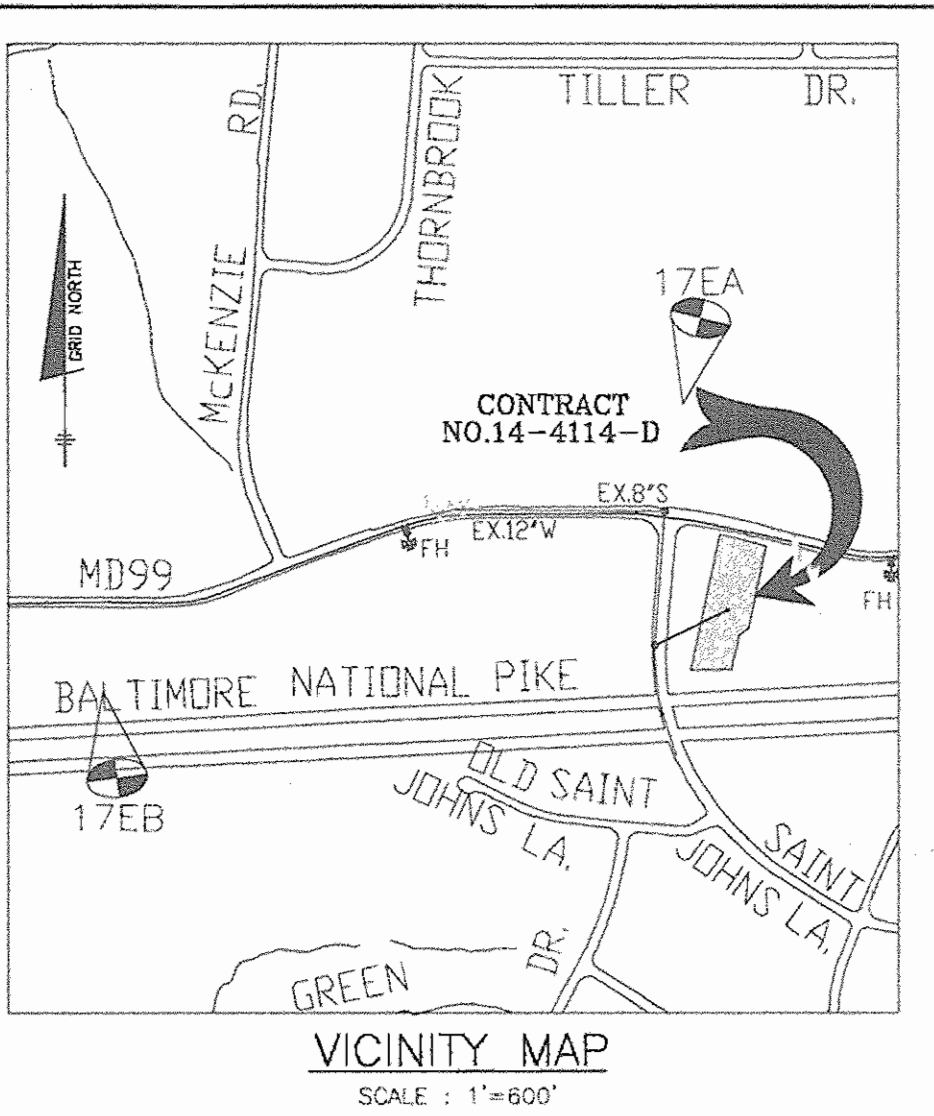 TILLER DR.
McKENZIE RD.
THORNBROOK
GRID NORTH
17EA
CONTRACT
NO.14-4114-D
EX.8"S
EX.12"W
FH
MD99
FH
BALTIMORE NATIONAL PIKE
17EB
OLD SAINT
JOHNS LA.
SAINT
JOHNS LA.
GREEN DR.
VICINITY MAP
SCALE : 1'=600'